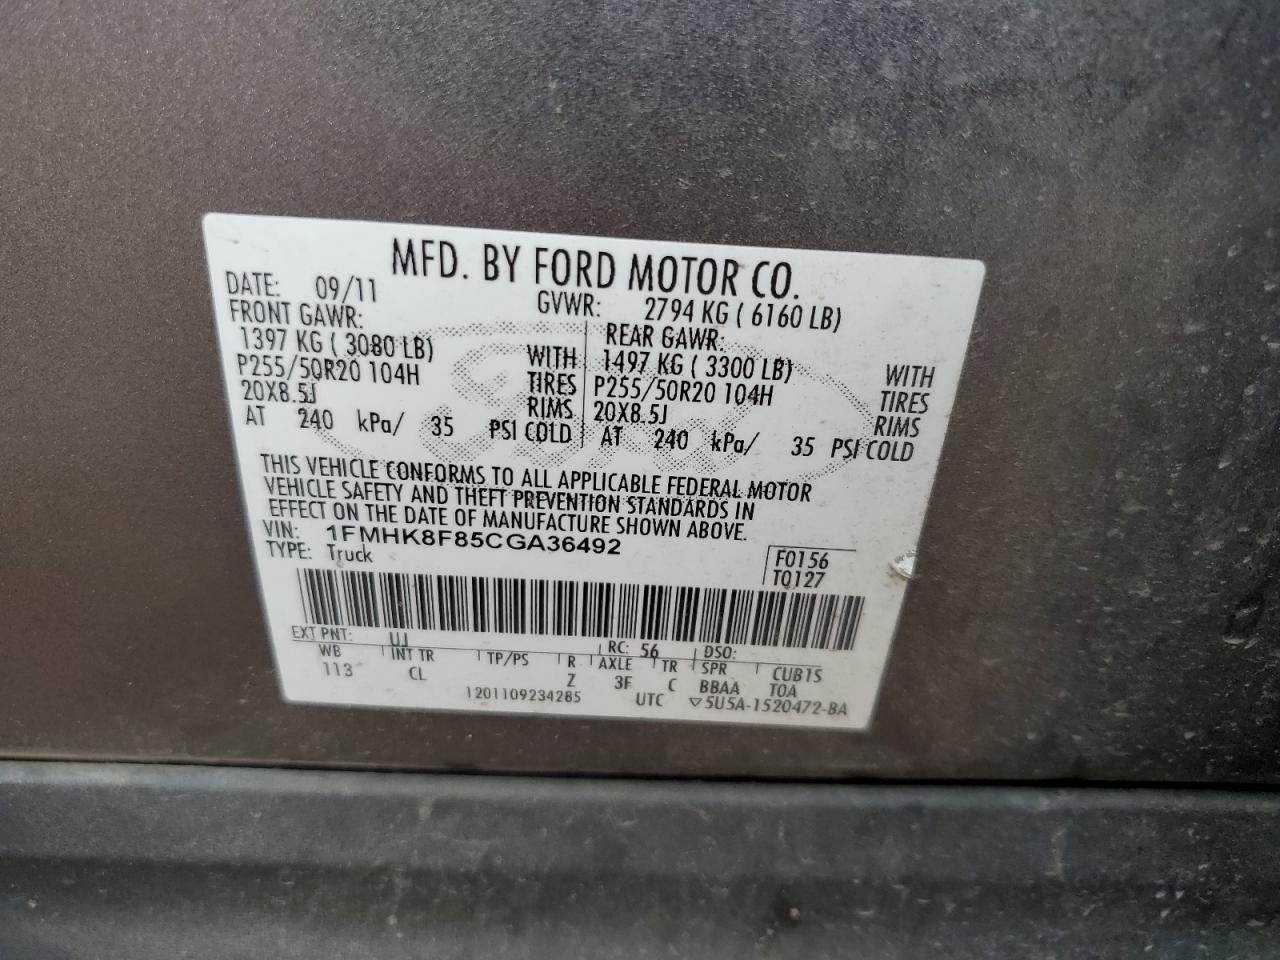 MFD. BY FORD MOTOR CO.
DATE: 09/11 GVWR: 2794 KG ( 6160 LB)
FRONT GAWR: REAR GAWR:
1397 KG ( 3080 LB) WITH 1497 KG ( 3300 LB) WITH
P255/50R20 104H TIRES P255/50R20 104H TIRES
20X8.5J RIMS 20X8.5J RIMS
AT 240 kPa/ 35 PSI COLD AT 240 kPa/ 35 PSI COLD
THIS VEHICLE CONFORMS TO ALL APPLICABLE FEDERAL MOTOR
VEHICLE SAFETY AND THEFT PREVENTION STANDARDS IN
EFFECT ON THE DATE OF MANUFACTURE SHOWN ABOVE.
VIN: 1FMHK8F85CGA36492
TYPE: Truck
F0156
T0127
EXT PNT: UJ RC: 56 DSO:
WB INT TR TP/PS R AXLE TR SPR CUB1S
113 CL Z 3F C BBAA TOA
1201109234285 UTC ▽5U5A-1520472-BA